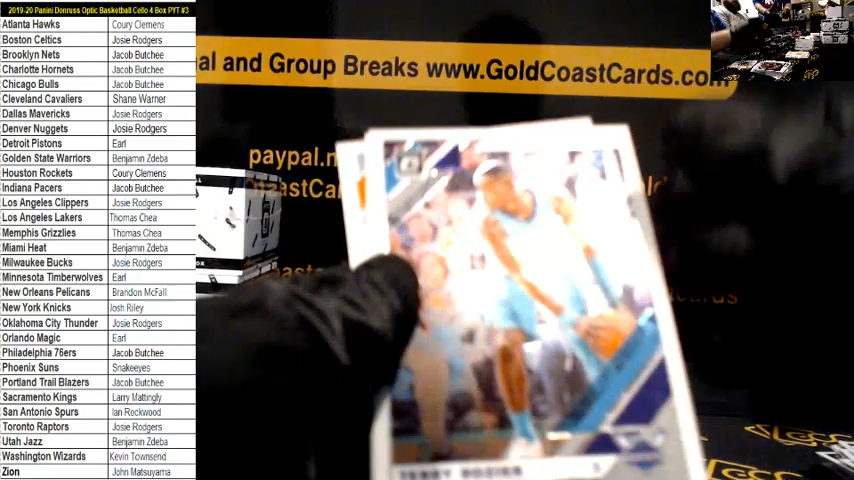 2019-20 Panini Donruss Optic Basketball Cello 4 Box PYT #3
Atlanta Hawks Coury Clemens
Boston Celtics Josie Rodgers
Brooklyn Nets Jacob Butchee
Charlotte Hornets Jacob Butchee
Chicago Bulls Jacob Butchee
Cleveland Cavaliers Shane Warner
Dallas Mavericks Josie Rodgers
Denver Nuggets Josie Rodgers
Detroit Pistons Earl
Golden State Warriors Benjamin Zdeba
Houston Rockets Coury Clemens
Indiana Pacers Jacob Butchee
Los Angeles Clippers Josie Rodgers
Los Angeles Lakers Thomas Chea
Memphis Grizzlies Thomas Chea
Miami Heat Benjamin Zdeba
Milwaukee Bucks Josie Rodgers
Minnesota Timberwolves Earl
New Orleans Pelicans Brandon McFall
New York Knicks Josh Riley
Oklahoma City Thunder Josie Rodgers
Orlando Magic Earl
Philadelphia 76ers Jacob Butchee
Phoenix Suns Snakeeyes
Portland Trail Blazers Jacob Butchee
Sacramento Kings Larry Mattingly
San Antonio Spurs Ian Rockwood
Toronto Raptors Josie Rodgers
Utah Jazz Benjamin Zdeba
Washington Wizards Kevin Townsend
Zion John Matsuyama
al and Group Breaks www.GoldCoastCards.com
paypal.m
CoastCar
TERRY ROZIER